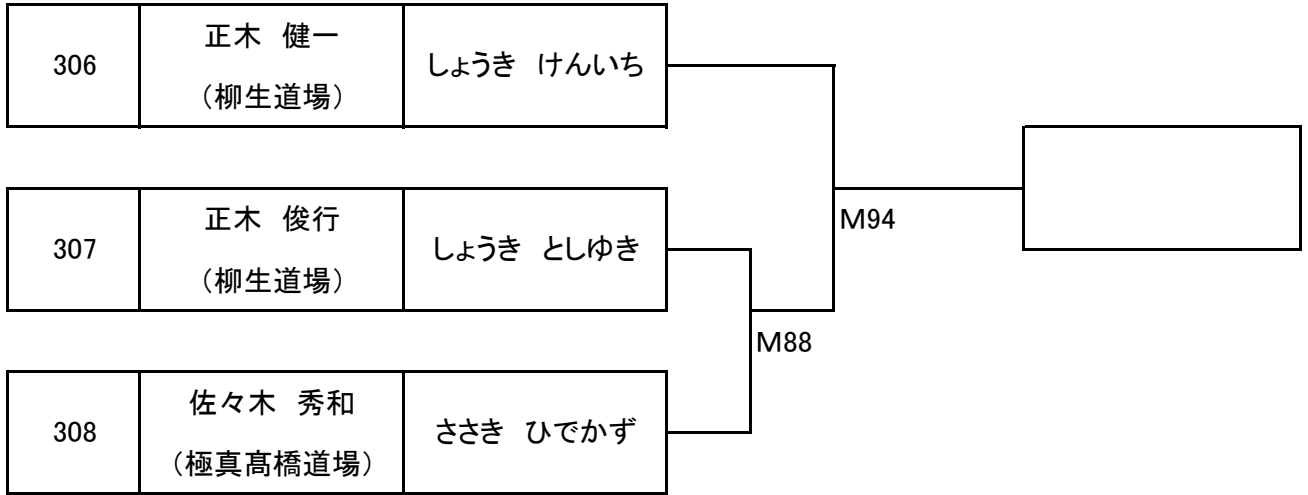 306
正木　健一
（柳生道場）
しょうき　けんいち
307
正木　俊行
（柳生道場）
しょうき　としゆき
M94
M88
308
佐々木　秀和
（極真髙橋道場）
ささき　ひでかず